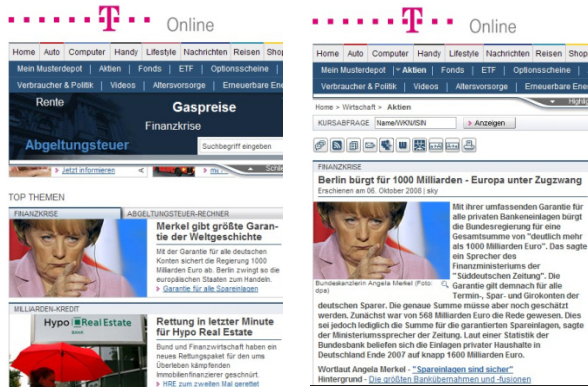 T Online
Home Auto Computer Handy Lifestyle Nachrichten Reisen Shop
Mein Musterdepot | Aktien | Fonds | ETF | Optionsscheine |
Verbraucher & Politik | Videos | Altersvorsorge | Erneuerbare Ene
Rente
Gaspreise
Finanzkrise
Abgeltungsteuer
Suchbegriff eingeben
Jetzt informieren
Schlie
TOP THEMEN
FINANZKRISE ABGELTUNGSTEUER-RECHNER
Merkel gibt größte Garan-
tie der Weltgeschichte
Mit der Garantie für alle deutschen
Konten sichert die Regierung 1000
Milliarden Euro ab. Berlin zwingt so die
europäischen Staaten zum Handeln.
Garantie für alle Spareinlagen
MILLIARDEN-KREDIT
Hypo Real Estate
Rettung in letzter Minute
für Hypo Real Estate
Bund und Finanzwirtschaft haben ein
neues Rettungspaket für den ums
Überleben kämpfenden
Immobilienfinanzierer geschnürt.
HRE zum zweiten Mal gerettet
T Online
Home Auto Computer Handy Lifestyle Nachrichten Reisen Shop
Mein Musterdepot | Aktien | Fonds | ETF | Optionsscheine
Verbraucher & Politik | Videos | Altersvorsorge | Erneuerbare Ene
Highlig
Home > Wirtschaft > Aktien
KURSABFRAGE Name/WKN/ISIN > Anzeigen
FINANZKRISE
Berlin bürgt für 1000 Milliarden - Europa unter Zugzwang
Erschienen am 06. Oktober 2008 | sky
Mit ihrer umfassenden Garantie für
alle privaten Bankeneinlagen bürgt
die Bundesregierung für eine
Gesamtsumme von "deutlich mehr
als 1000 Milliarden Euro". Das sagte
ein Sprecher des
Finanzministeriums der
"Süddeutschen Zeitung". Die
Bundeskanzlerin Angela Merkel (Foto:
dpa)
Garantie gilt demnach für alle
Termin-, Spar- und Girokonten der
deutschen Sparer. Die genaue Summe müsse aber noch geschätzt
werden. Zunächst war von 568 Milliarden Euro die Rede gewesen. Dies
sei jedoch lediglich die Summe für die garantierten Spareinlagen, sagte
der Ministeriumssprecher der Zeitung. Laut einer Statistik der
Bundesbank beliefen sich die Einlagen privater Haushalte in
Deutschland Ende 2007 auf knapp 1600 Milliarden Euro.
Wortlaut Angela Merkel - "Spareinlagen sind sicher"
Hintergrund - Die größten Bankübernahmen und -fusionen